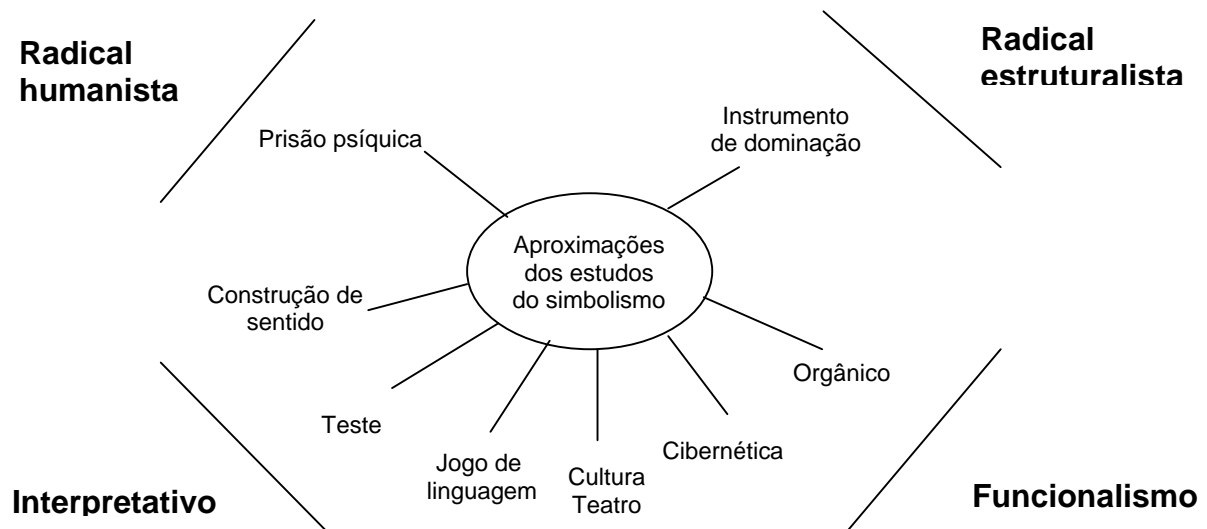 Radical
humanista
Radical
estruturalista
Prisão psíquica
Instrumento
de dominação
Aproximações
dos estudos
do simbolismo
Construção de
sentido
Orgânico
Teste
Jogo de
linguagem
Cultura
Teatro
Cibernética
Interpretativo
Funcionalismo